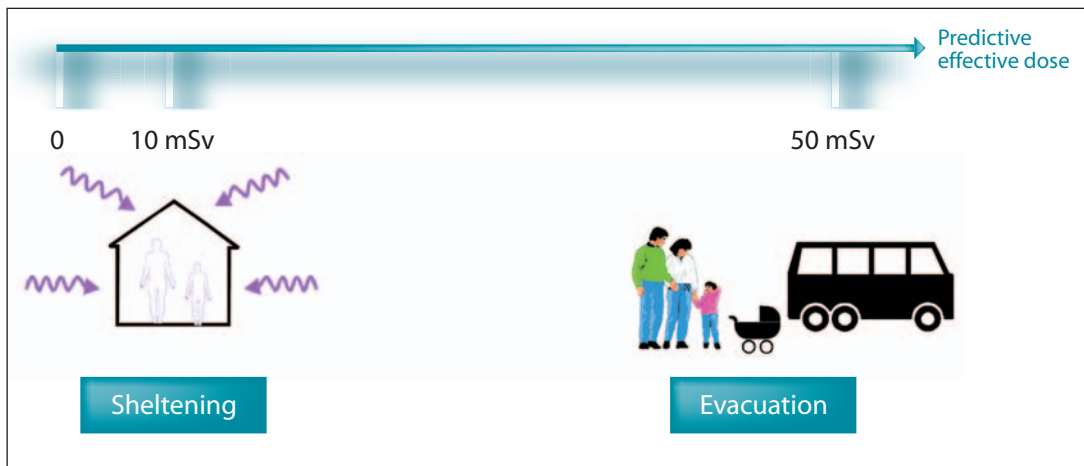 Predictive
effective dose
0
10 mSv
50 mSv
Sheltening
Evacuation